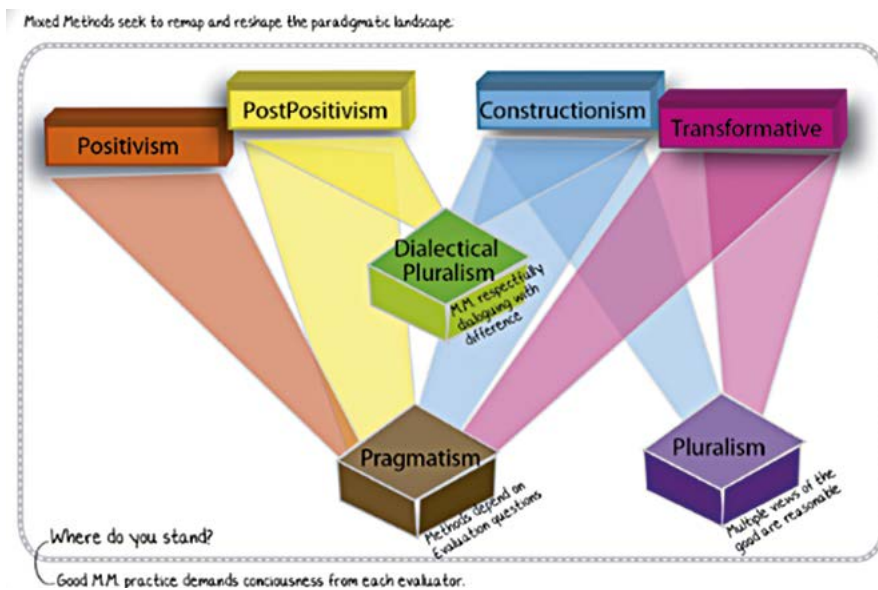 Mixed Methods seek to remap and reshape the paradigmatic landscape:
PostPositivism
Constructionism
Positivism
Transformative
Dialectical
Pluralism
M.M. respectfully
dialoguing with
difference
Pragmatism
Pluralism
Methods depend on
Evaluation questions
Multiple views of the
good are reasonable
Where do you stand?
Good M.M. practice demands conciousness from each evaluator.